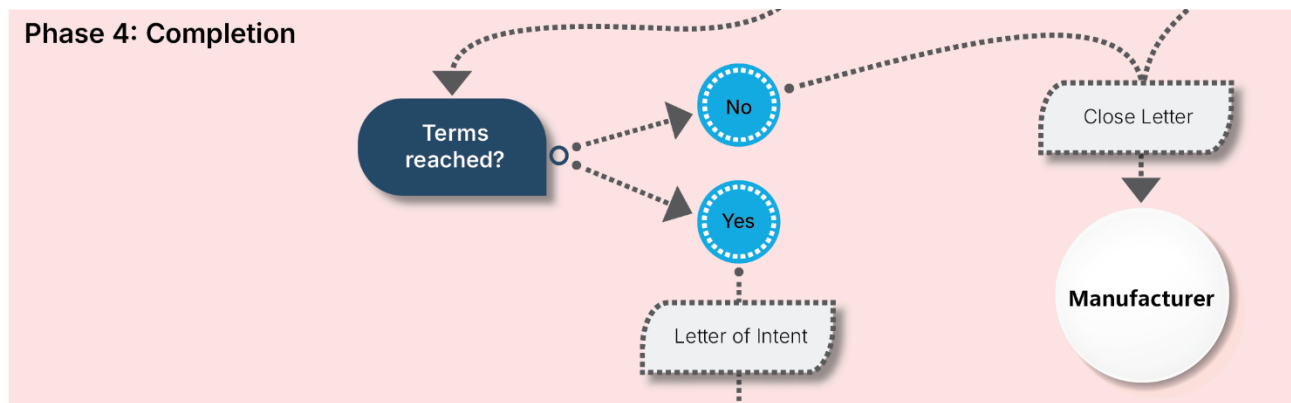 Phase 4: Completion
Terms
reached?
No
Yes
Close Letter
Manufacturer
Letter of Intent